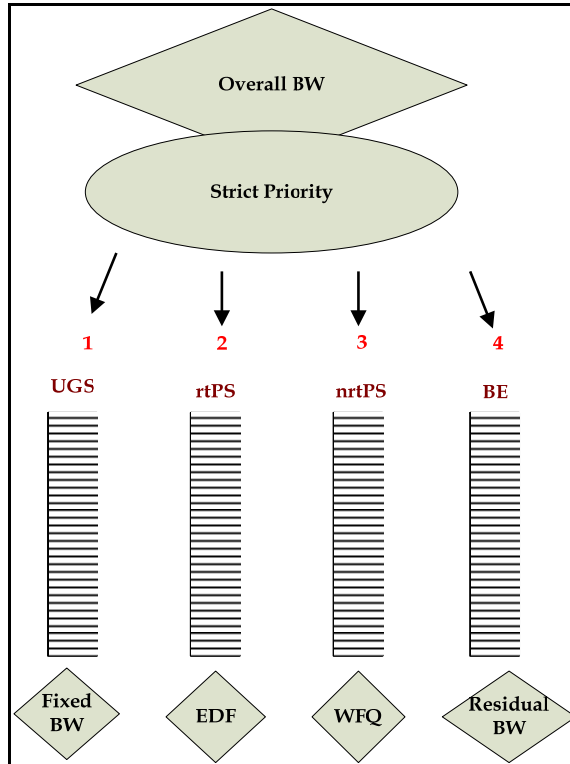 Overall BW
Strict Priority
1 2 3 4
UGS rtPS nrtPS BE
Fixed
BW
EDF
WFQ
Residual
BW